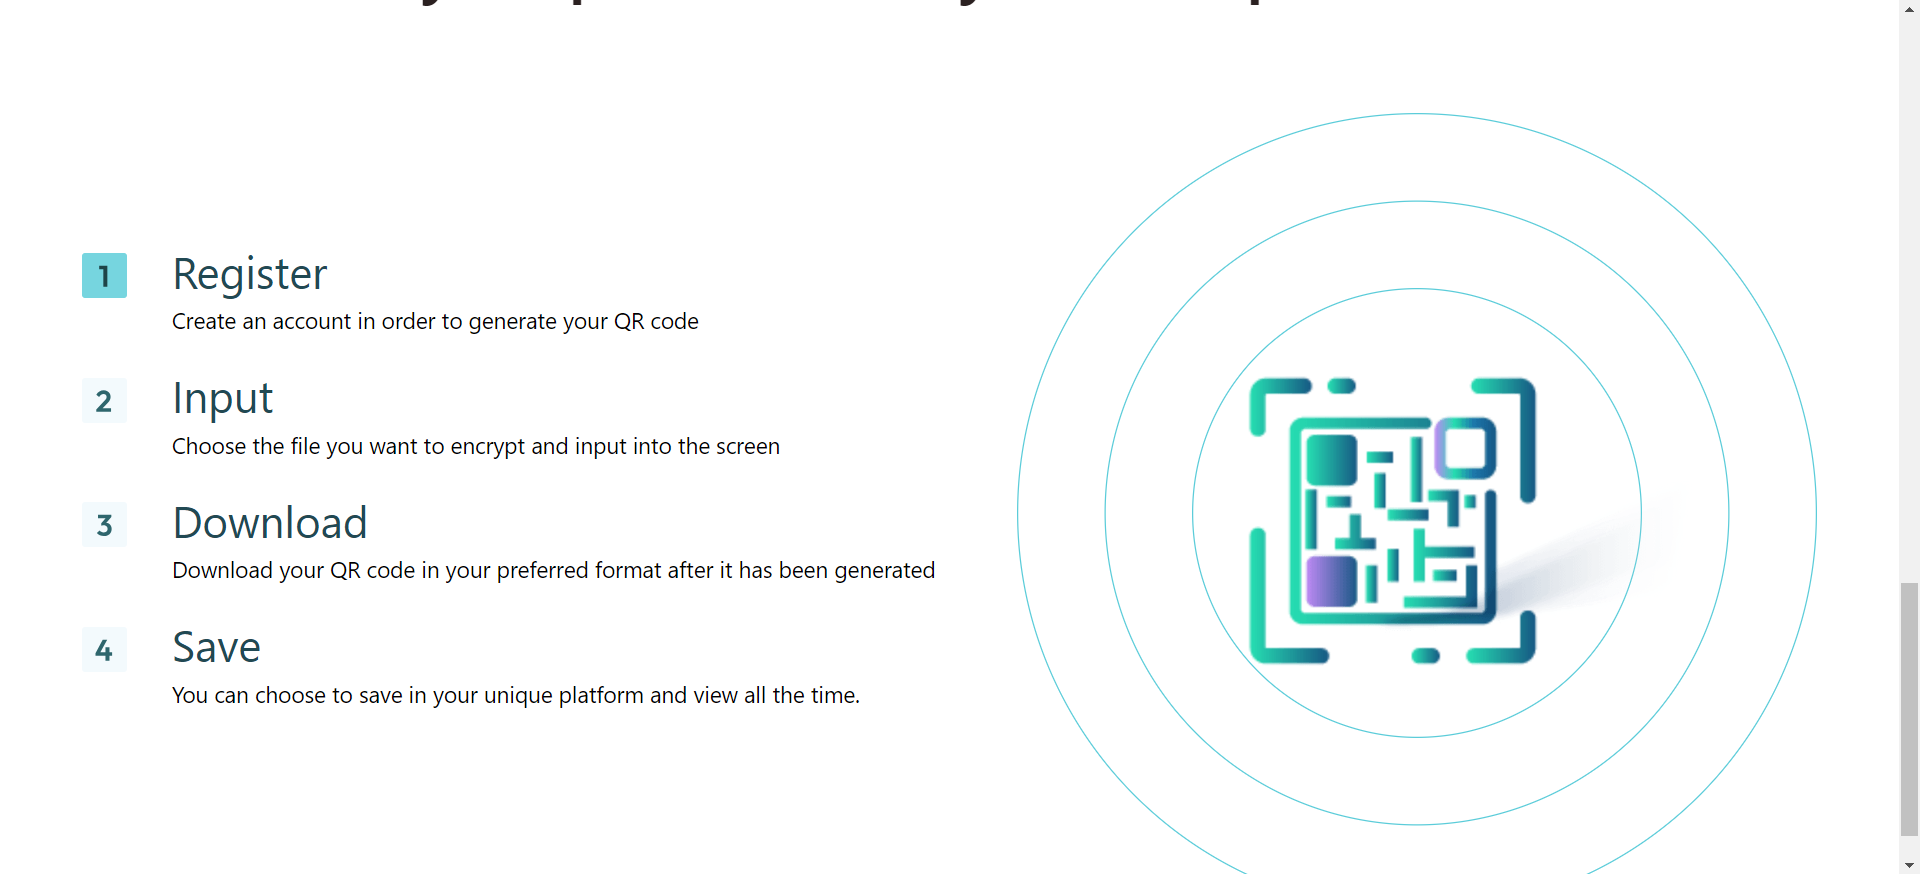 1
Register
Create an account in order to generate your QR code
2
Input
Choose the file you want to encrypt and input into the screen
3
Download
Download your QR code in your preferred format after it has been generated
4
Save
You can choose to save in your unique platform and view all the time.